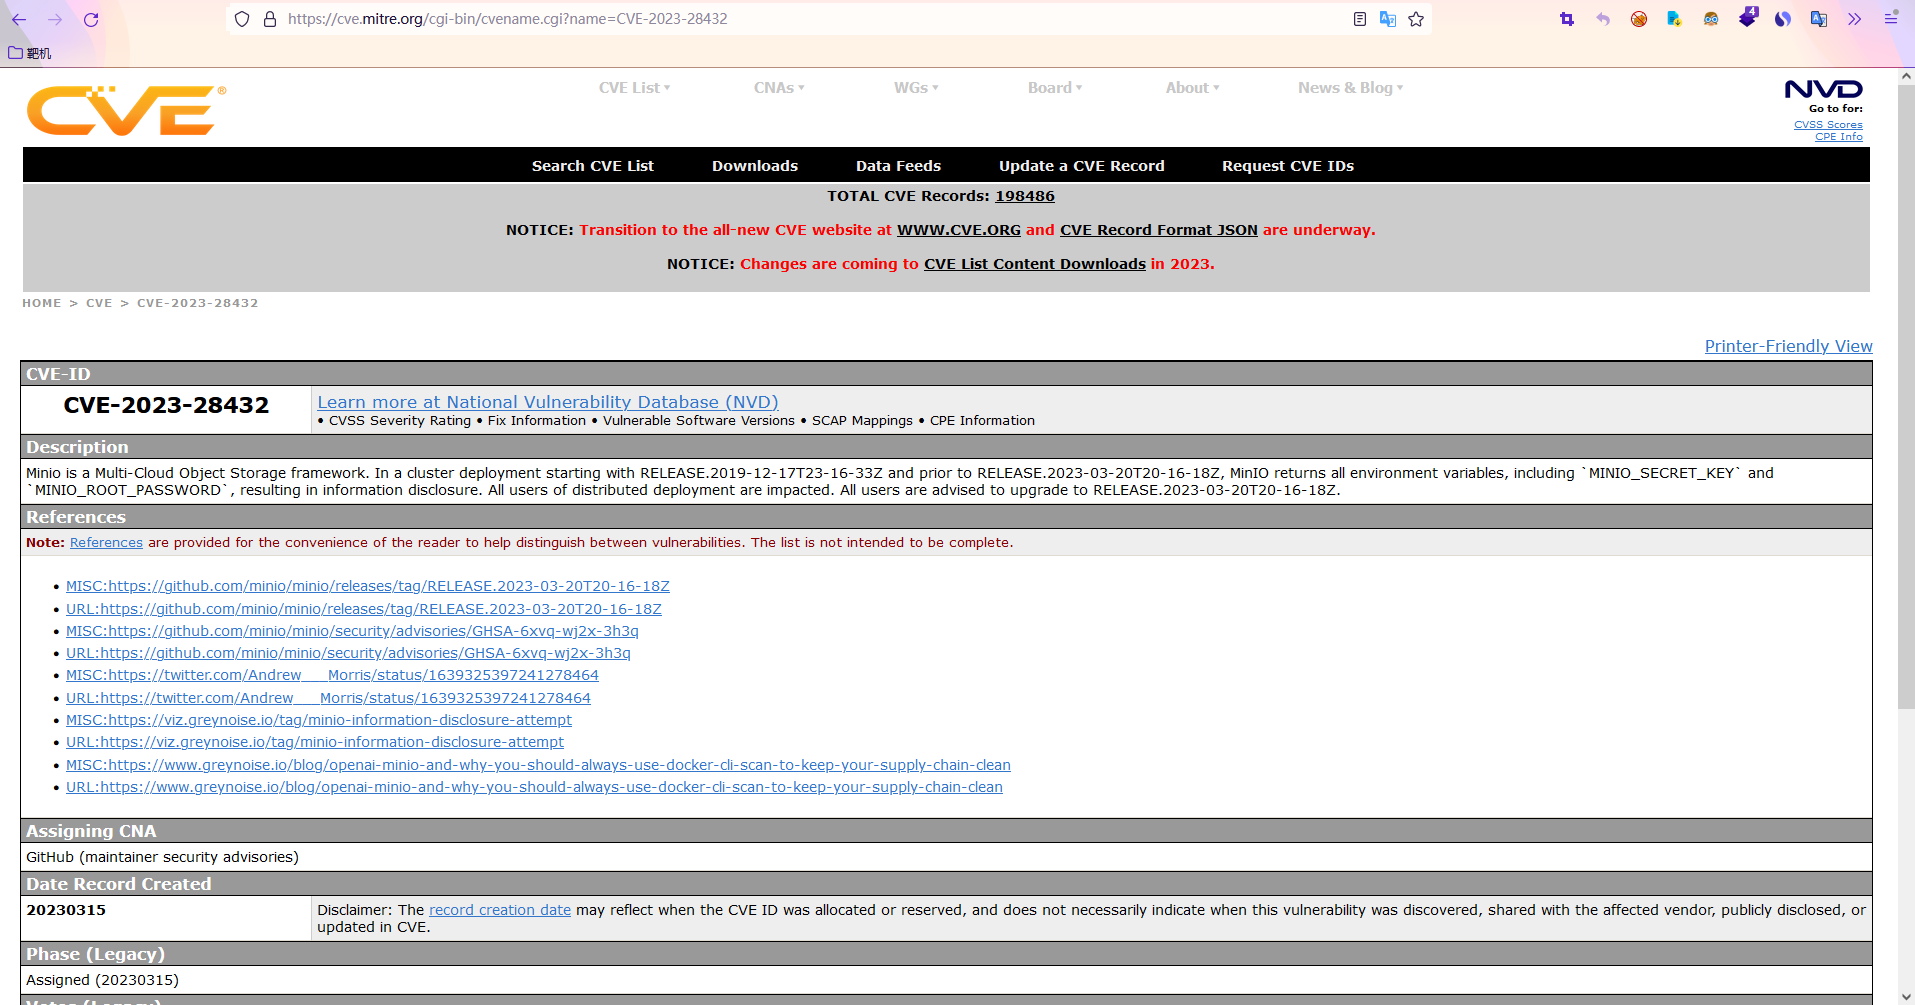 https://cve.mitre.org/cgi-bin/cvename.cgi?name=CVE-2023-28432
4
靶机
CVE®
CVE List▾ CNAs▾ WGs▾ Board▾ About▾ News & Blog▾
NVD
Go to for:
CVSS Scores
CPE Info
Search CVE List Downloads Data Feeds Update a CVE Record Request CVE IDs
TOTAL CVE Records: 198486
NOTICE: Transition to the all-new CVE website at WWW.CVE.ORG and CVE Record Format JSON are underway.
NOTICE: Changes are coming to CVE List Content Downloads in 2023.
HOME > CVE > CVE-2023-28432
Printer-Friendly View
CVE-ID
CVE-2023-28432
Learn more at National Vulnerability Database (NVD)
• CVSS Severity Rating • Fix Information • Vulnerable Software Versions • SCAP Mappings • CPE Information
Description
Minio is a Multi-Cloud Object Storage framework. In a cluster deployment starting with RELEASE.2019-12-17T23-16-33Z and prior to RELEASE.2023-03-20T20-16-18Z, MinIO returns all environment variables, including `MINIO_SECRET_KEY` and
`MINIO_ROOT_PASSWORD`, resulting in information disclosure. All users of distributed deployment are impacted. All users are advised to upgrade to RELEASE.2023-03-20T20-16-18Z.
References
Note: References are provided for the convenience of the reader to help distinguish between vulnerabilities. The list is not intended to be complete.
• MISC:https://github.com/minio/minio/releases/tag/RELEASE.2023-03-20T20-16-18Z
• URL:https://github.com/minio/minio/releases/tag/RELEASE.2023-03-20T20-16-18Z
• MISC:https://github.com/minio/minio/security/advisories/GHSA-6xvq-wj2x-3h3q
• URL:https://github.com/minio/minio/security/advisories/GHSA-6xvq-wj2x-3h3q
• MISC:https://twitter.com/Andrew___Morris/status/1639325397241278464
• URL:https://twitter.com/Andrew___Morris/status/1639325397241278464
• MISC:https://viz.greynoise.io/tag/minio-information-disclosure-attempt
• URL:https://viz.greynoise.io/tag/minio-information-disclosure-attempt
• MISC:https://www.greynoise.io/blog/openai-minio-and-why-you-should-always-use-docker-cli-scan-to-keep-your-supply-chain-clean
• URL:https://www.greynoise.io/blog/openai-minio-and-why-you-should-always-use-docker-cli-scan-to-keep-your-supply-chain-clean
Assigning CNA
GitHub (maintainer security advisories)
Date Record Created
20230315
Disclaimer: The record creation date may reflect when the CVE ID was allocated or reserved, and does not necessarily indicate when this vulnerability was discovered, shared with the affected vendor, publicly disclosed, or
updated in CVE.
Phase (Legacy)
Assigned (20230315)
Votes (Legacy)